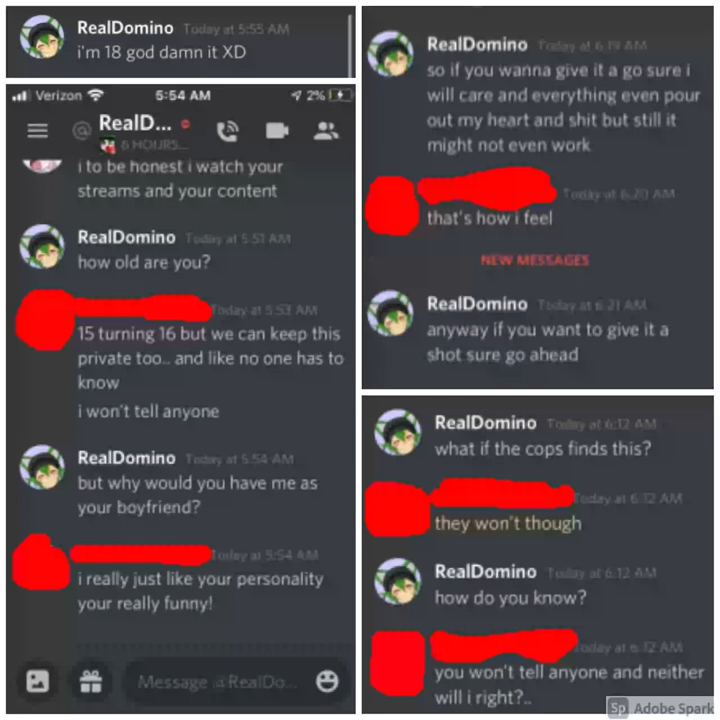 RealDomino Today at 5:55 AM
i'm 18 god damn it XD
Verizon 5:54 AM 2%
@ RealD...
6 HOURS...
i to be honest i watch your
streams and your content
RealDomino Today at 5:51 AM
how old are you?
Today at 5:53 AM
15 turning 16 but we can keep this
private too.. and like no one has to
know
i won't tell anyone
RealDomino Today at 5:54 AM
but why would you have me as
your boyfriend?
Today at 5:54 AM
i really just like your personality
your really funny!
Message @RealDo...
RealDomino Today at 6:19 AM
so if you wanna give it a go sure i
will care and everything even pour
out my heart and shit but still it
might not even work
Today at 6:20 AM
that's how i feel
NEW MESSAGES
RealDomino Today at 6:21 AM
anyway if you want to give it a
shot sure go ahead
RealDomino Today at 6:12 AM
what if the cops finds this?
Today at 6:12 AM
they won't though
RealDomino Today at 6:12 AM
how do you know?
Today at 6:12 AM
you won't tell anyone and neither
will i right?..
Sp Adobe Spark